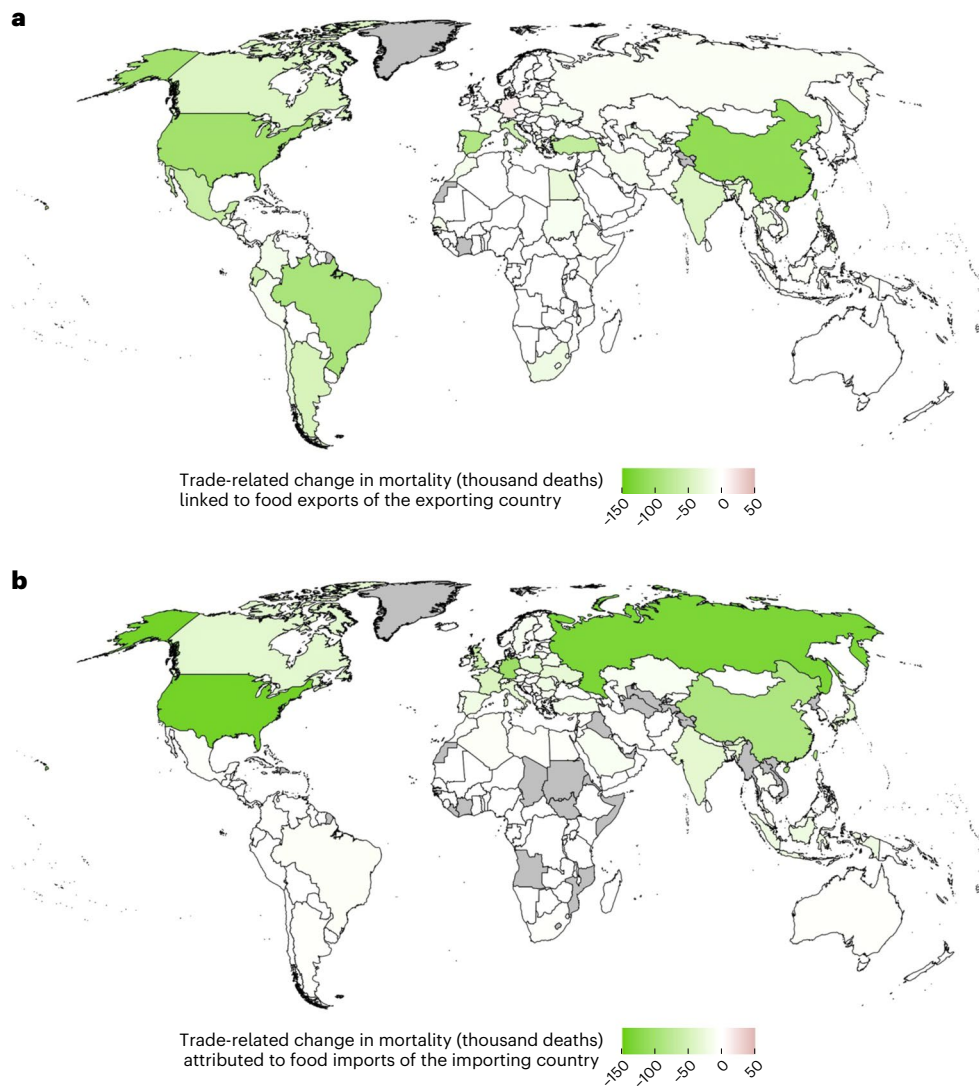 a
Trade-related change in mortality (thousand deaths)
linked to food exports of the exporting country
-150
-100
-50
0
50
b
Trade-related change in mortality (thousand deaths)
attributed to food imports of the importing country
-150
-100
-50
0
50